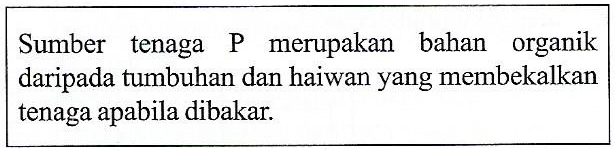 Sumber tenaga P merupakan bahan organik
daripada tumbuhan dan haiwan yang membekalkan
tenaga apabila dibakar.